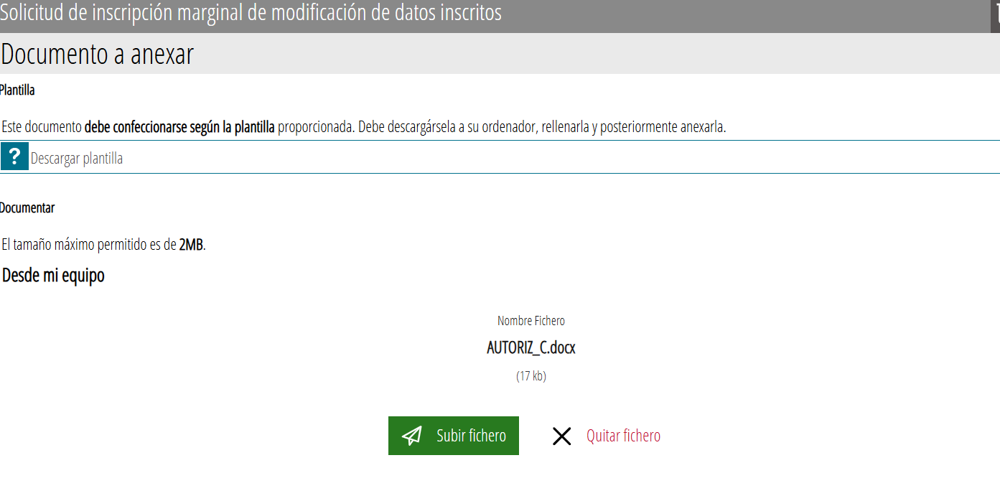 Solicitud de inscripción marginal de modificación de datos inscritos
Documento a anexar
Plantilla
Este documento debe confeccionarse según la plantilla proporcionada. Debe descargársela a su ordenador, rellenarla y posteriormente anexarla.
? Descargar plantilla
Documentar
El tamaño máximo permitido es de 2MB.
Desde mi equipo
Nombre Fichero
AUTORIZ_C.docx
(17 kb)
Subir fichero Quitar fichero